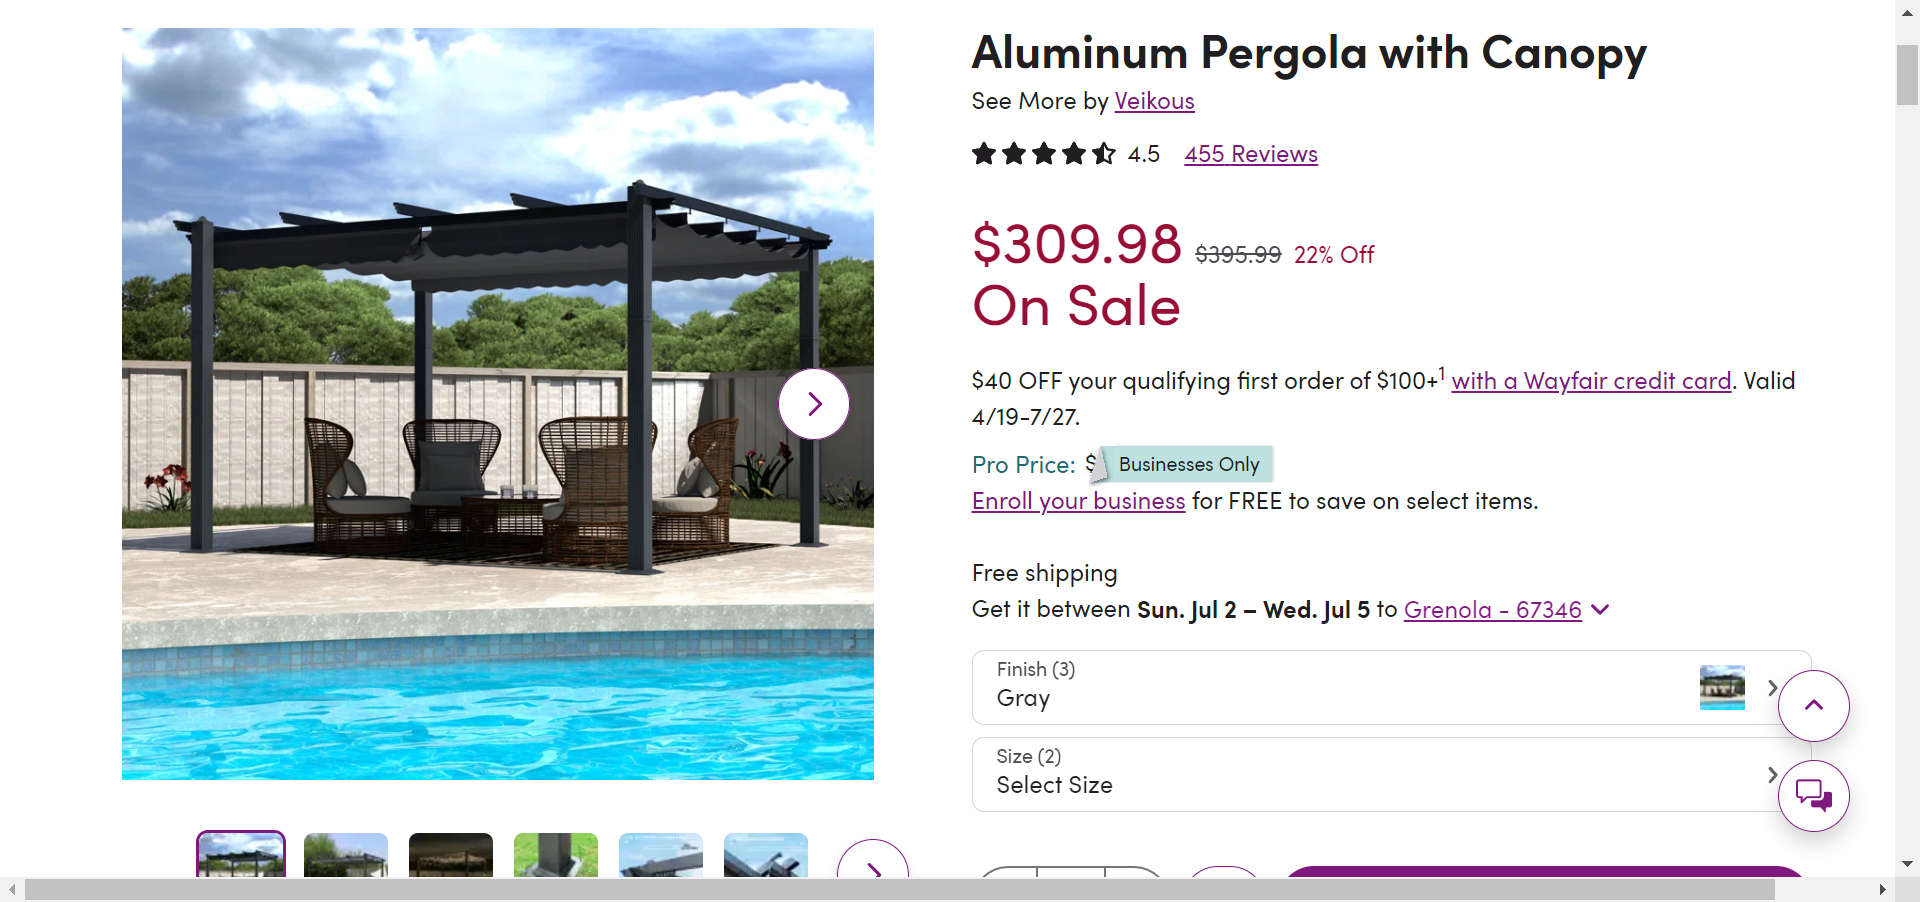 Aluminum Pergola with Canopy
See More by Veikous
4.5 455 Reviews
$309.98 $395.99 22% Off
On Sale
$40 OFF your qualifying first order of $100+1 with a Wayfair credit card. Valid
4/19-7/27.
Pro Price: $ Businesses Only
Enroll your business for FREE to save on select items.
Free shipping
Get it between Sun. Jul 2 – Wed. Jul 5 to Grenola - 67346
Finish (3)
Gray
Size (2)
Select Size